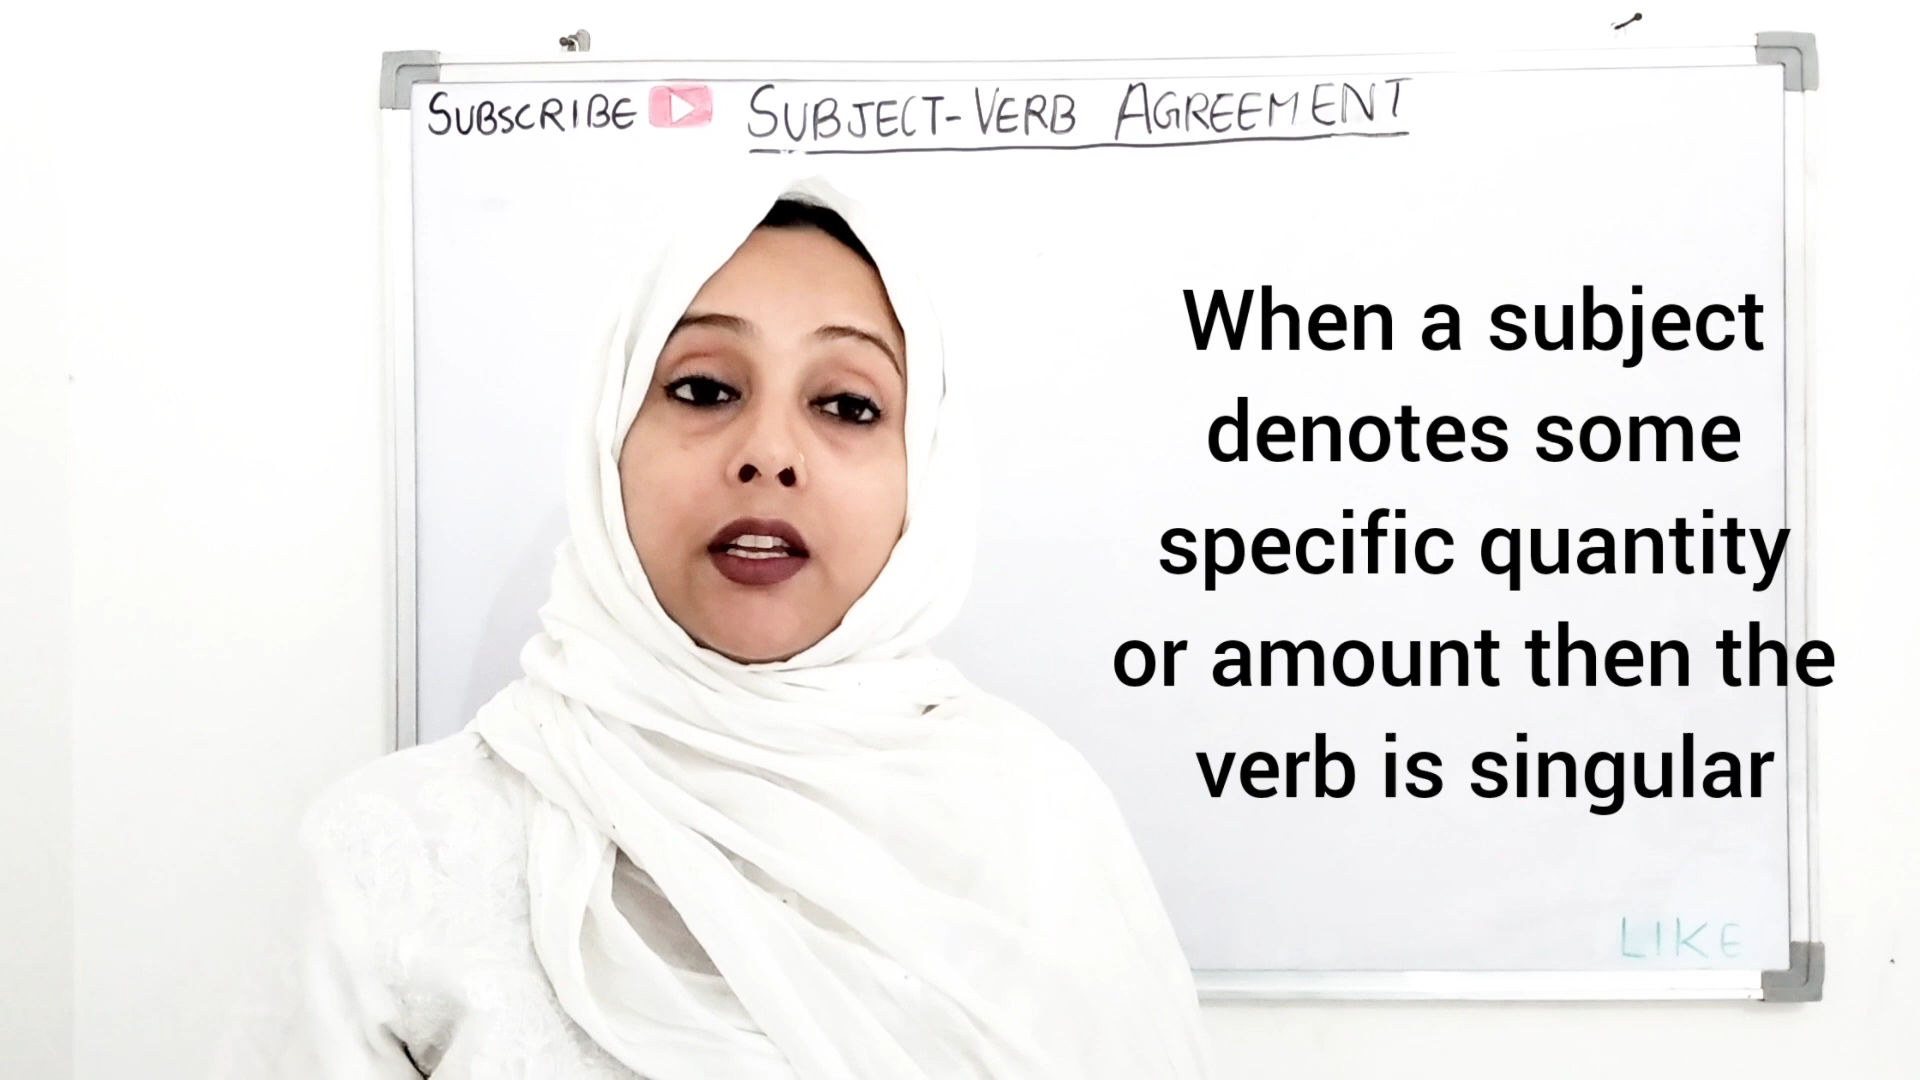 SUBSCRIBE SUBJECT-VERB AGREEMENT
When a subject
denotes some
specific quantity
or amount then the
verb is singular
LIKE